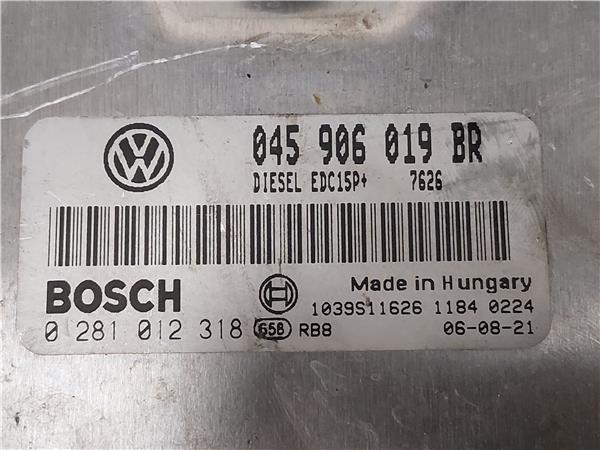 VW
045 906 019 BR
DIESEL EDC15P+ 7626
BOSCH
Made in Hungary
1039S11626 1184 0224
0 281 012 318 658 RB8 06-08-21